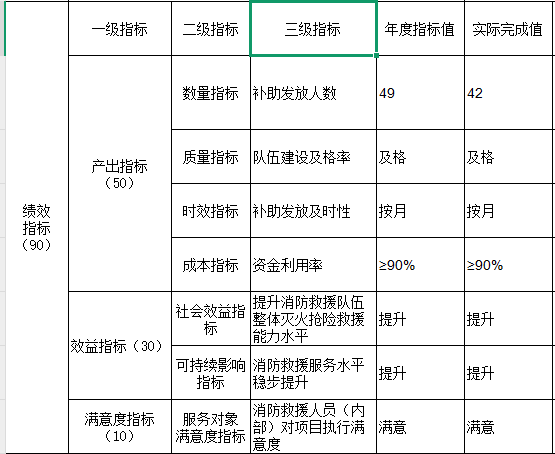 一级指标 二级指标 三级指标 年度指标值 实际完成值
绩效
指标
（90）
产出指标
（50）
数量指标 补助发放人数 49 42
质量指标 队伍建设及格率 及格 及格
时效指标 补助发放及时性 按月 按月
成本指标 资金利用率 ≥90% ≥90%
效益指标（30）
社会效益指
标
提升消防救援队伍
整体灭火抢险救援
能力水平
提升 提升
可持续影响
指标
消防救援服务水平
稳步提升
提升 提升
满意度指标
（10）
服务对象
满意度指标
消防救援人员（内
部）对项目执行满
意度
满意 满意